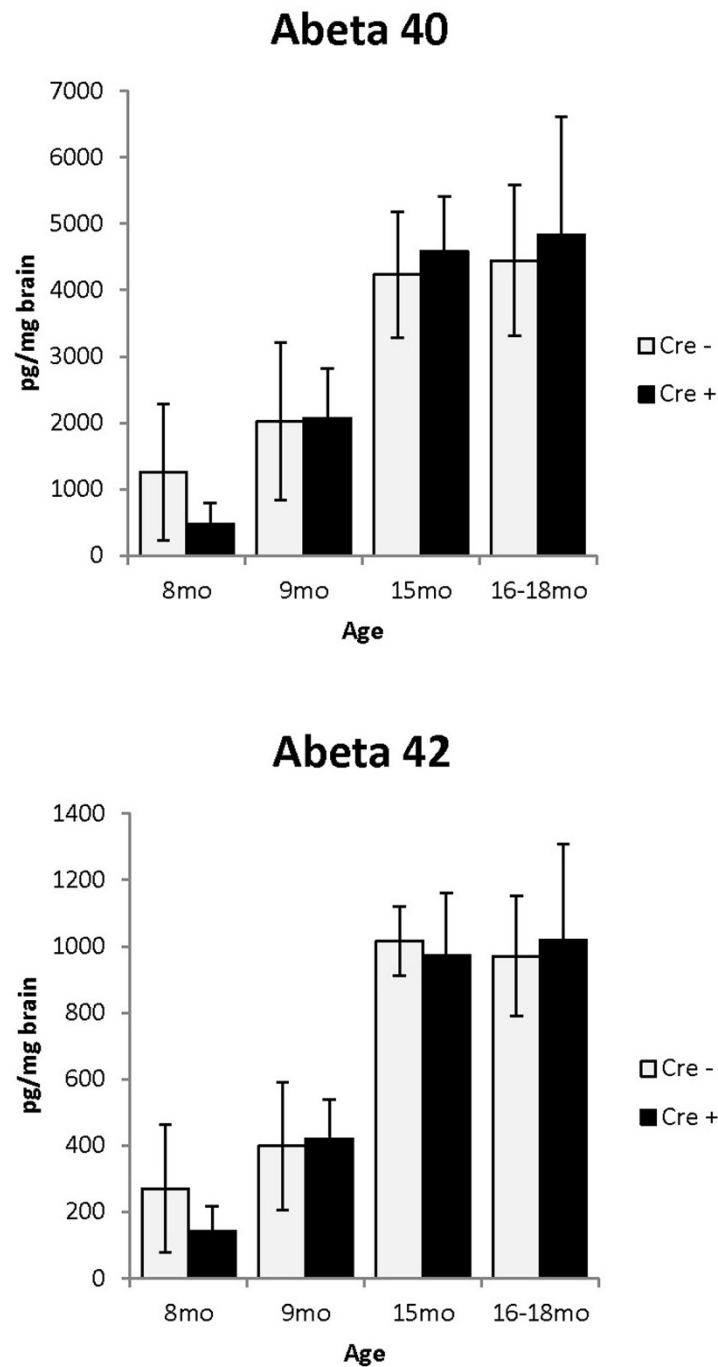 Abeta 40
7000
6000
5000
4000
3000
2000
1000
0
pg/mg brain
Cre -
Cre +
8mo 9mo 15mo 16-18mo
Age
Abeta 42
1400
1200
1000
800
600
400
200
0
pg/mg brain
Cre -
Cre +
8mo 9mo 15mo 16-18mo
Age